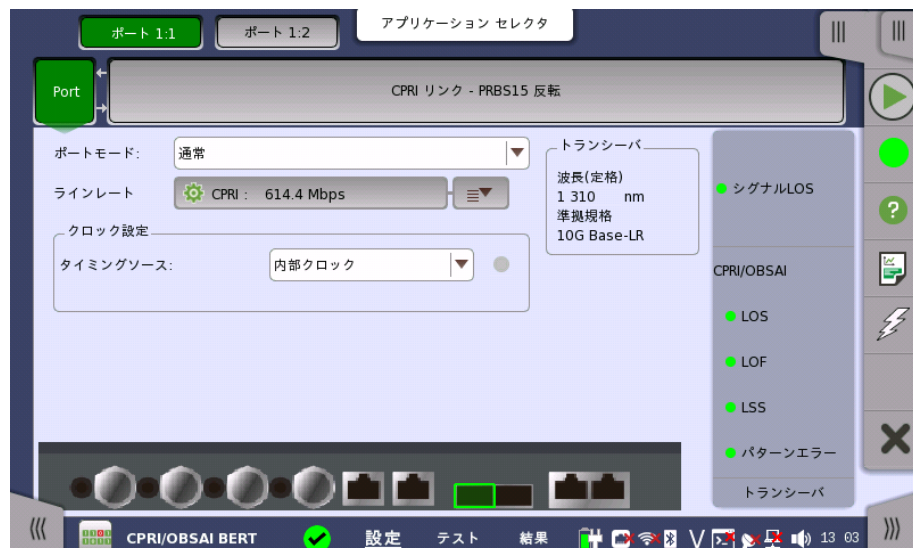 アプリケーション セレクタ
ポート 1:1
ポート 1:2
Port
CPRI リンク - PRBS15 反転
ポートモード:
通常
ラインレート
CPRI : 614.4 Mbps
クロック設定
タイミングソース:
内部クロック
トランシーバ
波長(定格)
1 310 nm
準拠規格
10G Base-LR
シグナルLOS
CPRI/OBSAI
LOS
LOF
LSS
パターンエラー
トランシーバ
CPRI/OBSAI BERT
設定
テスト
結果
13 03